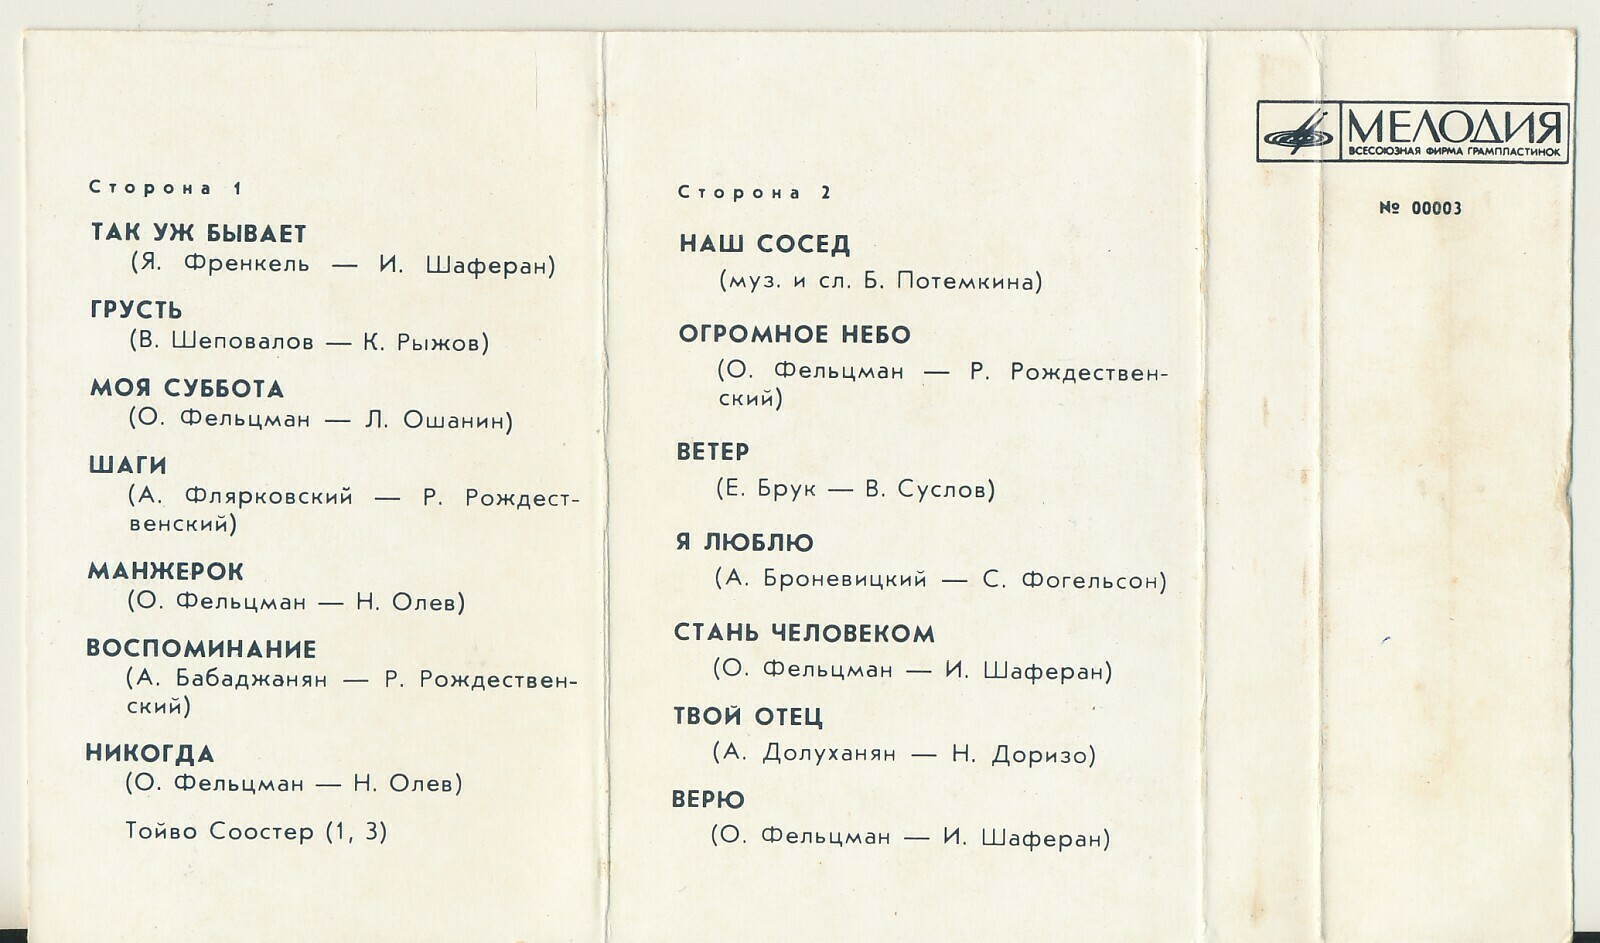 Сторона 1
ТАК УЖ БЫВАЕТ
(Я. Френкель — И. Шаферан)
ГРУСТЬ
(В. Шеповалов — К. Рыжов)
МОЯ СУББОТА
(О. Фельцман — Л. Ошанин)
ШАГИ
(А. Флярковский — Р. Рождест-
венский)
МАНЖЕРОК
(О. Фельцман — Н. Олев)
ВОСПОМИНАНИЕ
(А. Бабаджанян — Р. Рождествен-
ский)
НИКОГДА
(О. Фельцман — Н. Олев)
Тойво Соостер (1, 3)
Сторона 2
НАШ СОСЕД
(муз. и сл. Б. Потемкина)
ОГРОМНОЕ НЕБО
(О. Фельцман — Р. Рождествен-
ский)
ВЕТЕР
(Е. Брук — В. Суслов)
Я ЛЮБЛЮ
(А. Броневицкий — С. Фогельсон)
СТАНЬ ЧЕЛОВЕКОМ
(О. Фельцман — И. Шаферан)
ТВОЙ ОТЕЦ
(А. Долуханян — Н. Доризо)
ВЕРЮ
(О. Фельцман — И. Шаферан)
МЕЛОДИЯ
ВСЕСОЮЗНАЯ ФИРМА ГРАМПЛАСТИНОК
№ 00003